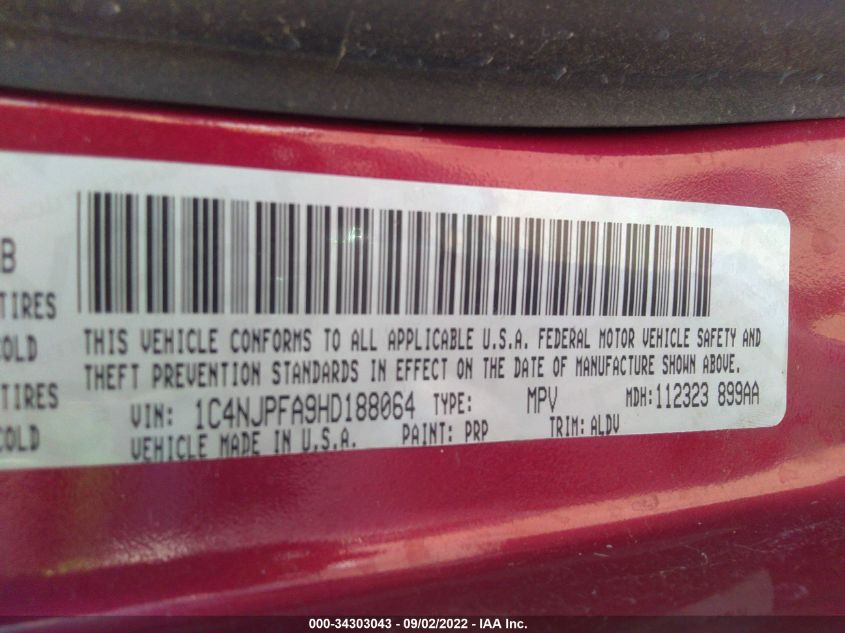 B
TIRES
COLD
TIRES
COLD
THIS VEHICLE CONFORMS TO ALL APPLICABLE U.S.A. FEDERAL MOTOR VEHICLE SAFETY AND
THEFT PREVENTION STANDARDS IN EFFECT ON THE DATE OF MANUFACTURE SHOWN ABOVE.
VIN: 1C4NJPFA9HD188064 TYPE: MPV MDH:112323 899AA
VEHICLE MADE IN U.S.A. PAINT: PRP TRIM: ALDV
000-34303043 - 09/02/2022 - IAA Inc.